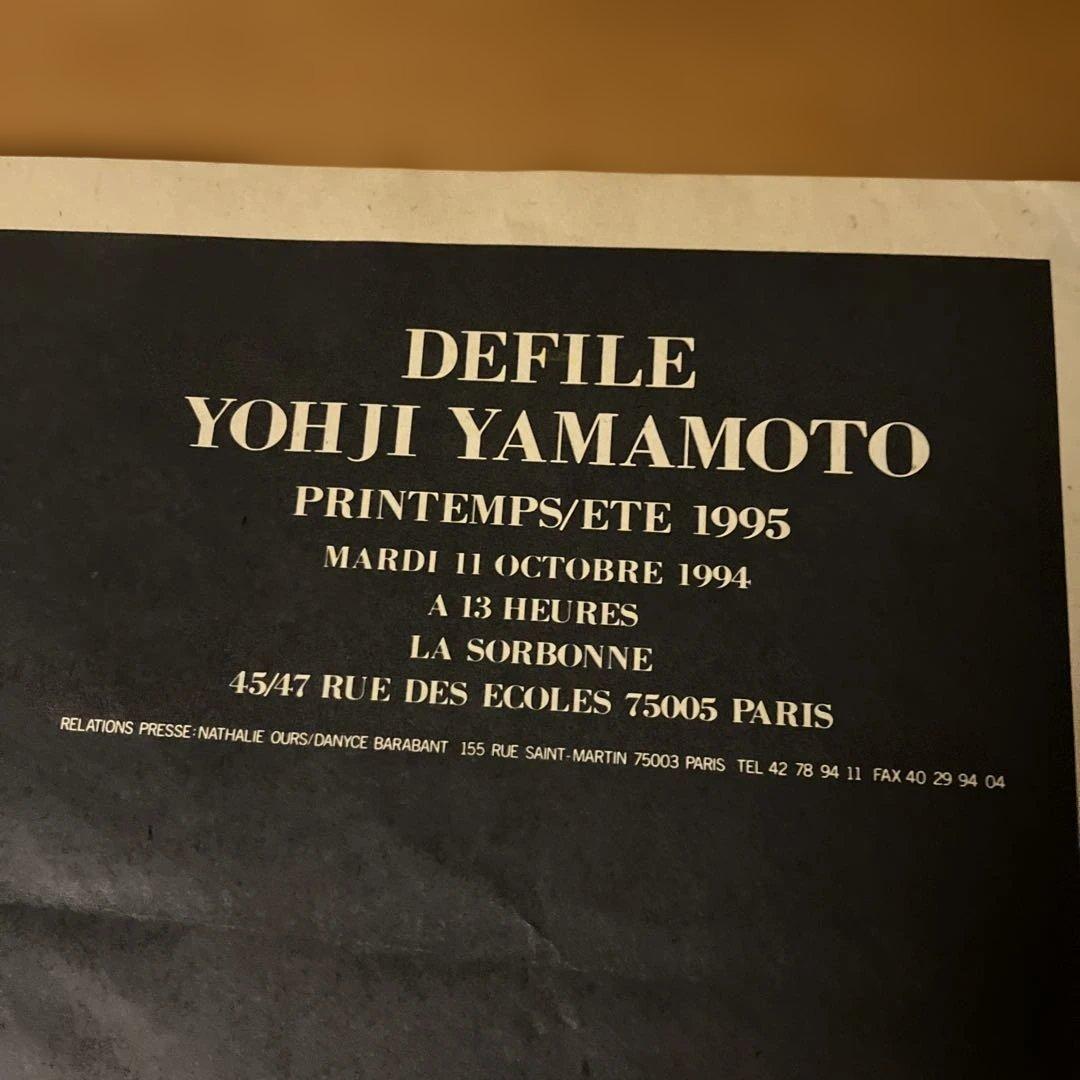 DEFILE
YOHJI YAMAMOTO
PRINTEMPS/ETE 1995
MARDI 11 OCTOBRE 1994
A 13 HEURES
LA SORBONNE
45/47 RUE DES ECOLES 75005 PARIS
RELATIONS PRESSE: NATHALIE OURS/DANYCE BARABANT 155 RUE SAINT-MARTIN 75003 PARIS TEL 42 78 94 11 FAX 40 29 94 04